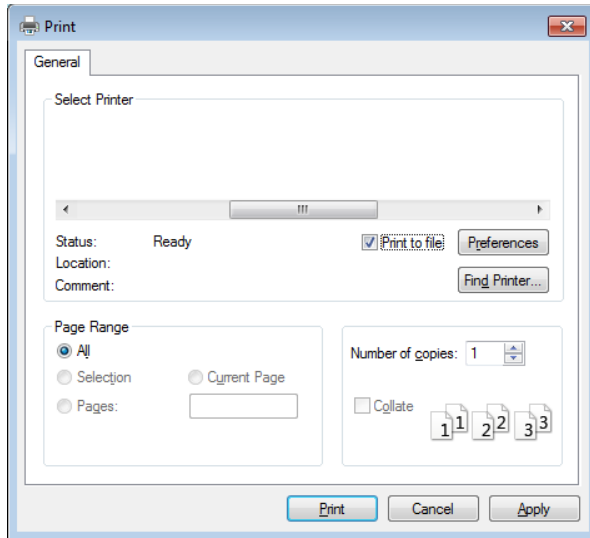 Print
General
Select Printer
Status: Ready
Print to file
Preferences
Location:
Comment:
Find Printer...
Page Range
All
Selection
Current Page
Pages:
Number of copies: 1
Collate
1 1 2 2 3 3
Print Cancel Apply